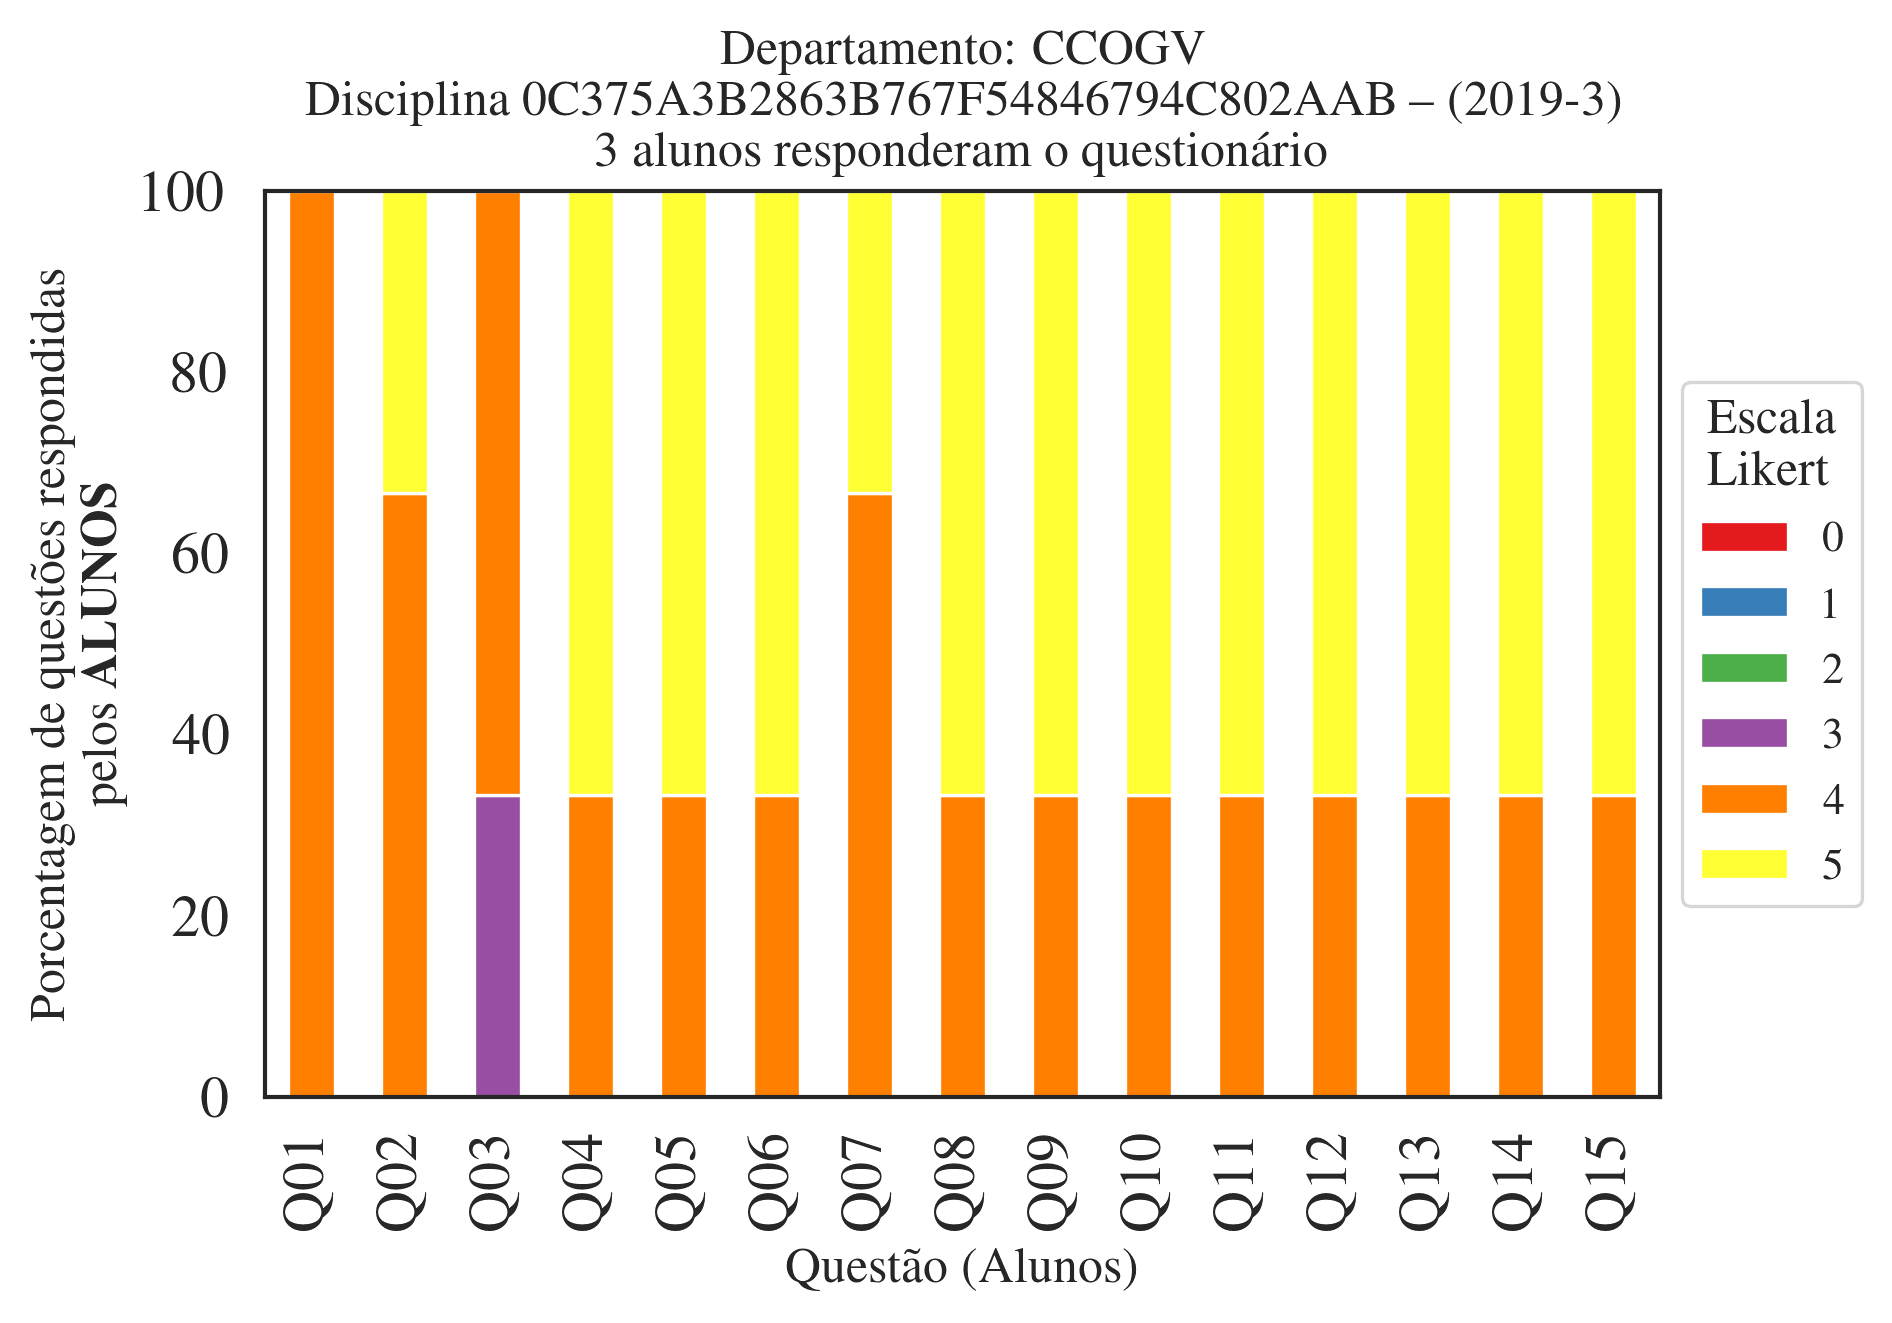 Departamento: CCOGV
Disciplina 0C375A3B2863B767F54846794C802AAB – (2019-3)
3 alunos responderam o questionário
Porcentagem de questões respondidas
pelos ALUNOS
100
80
60
40
20
0
Q01
Q02
Q03
Q04
Q05
Q06
Q07
Q08
Q09
Q10
Q11
Q12
Q13
Q14
Q15
Questão (Alunos)
Escala
Likert
0
1
2
3
4
5